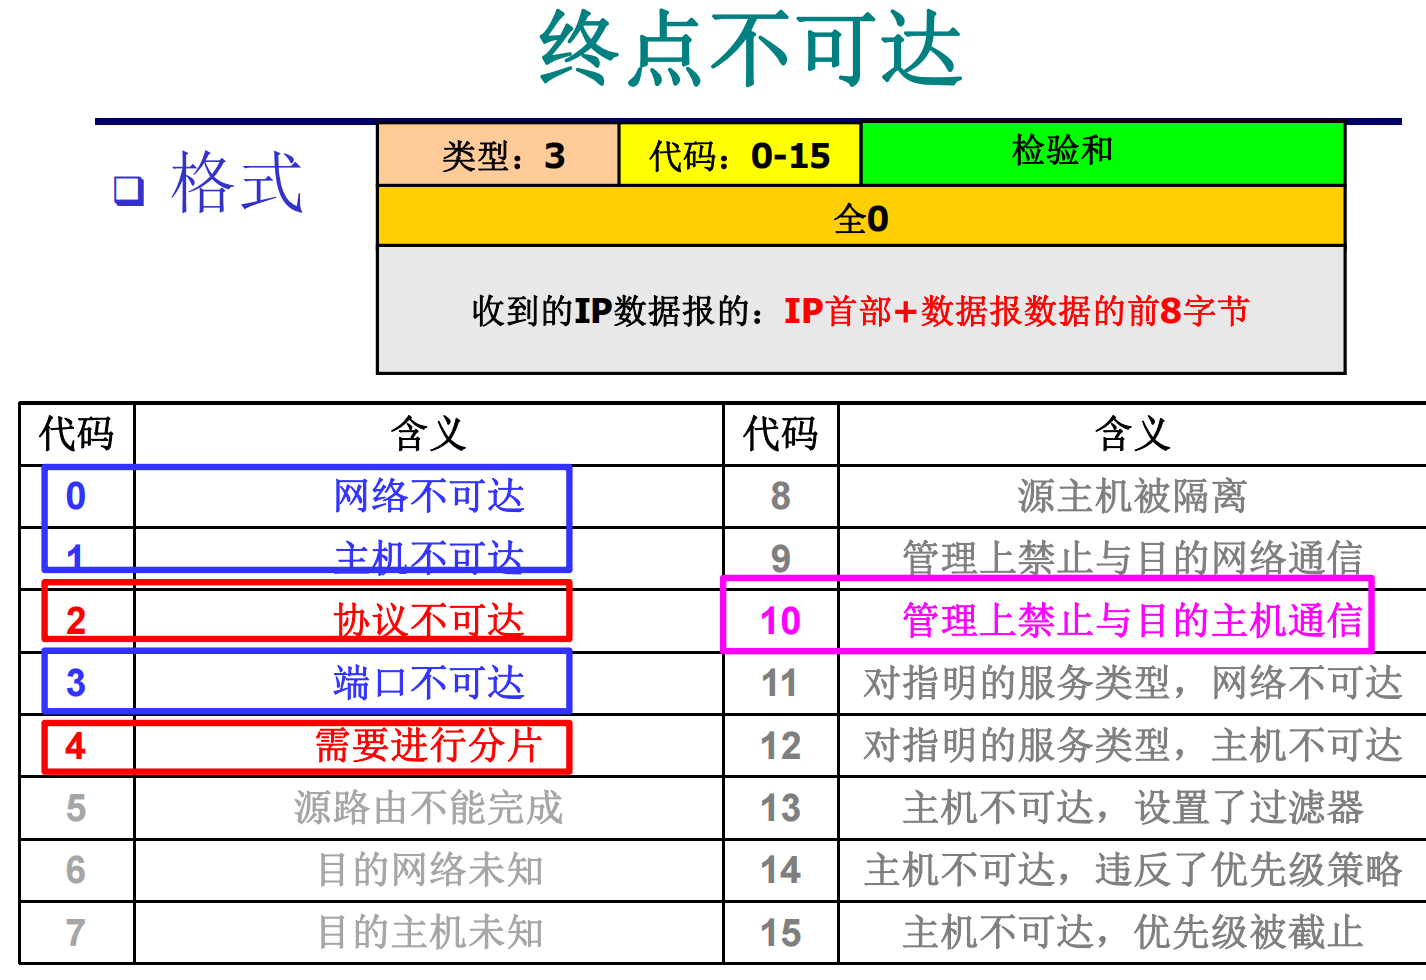 终点不可达
格式
类型：3 代码：0-15 检验和
全0
收到的IP数据报的：IP首部+数据报数据的前8字节
代码 含义 代码 含义
0 网络不可达 8 源主机被隔离
1 主机不可达 9 管理上禁止与目的网络通信
2 协议不可达 10 管理上禁止与目的主机通信
3 端口不可达 11 对指明的服务类型，网络不可达
4 需要进行分片 12 对指明的服务类型，主机不可达
5 源路由不能完成 13 主机不可达，设置了过滤器
6 目的网络未知 14 主机不可达，违反了优先级策略
7 目的主机未知 15 主机不可达，优先级被截止